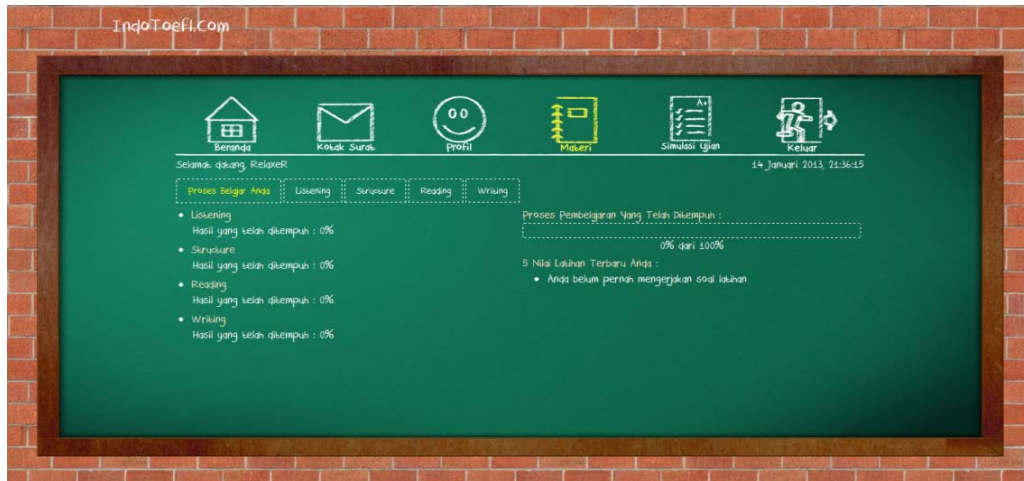 IndoToefl.Com
A+
Beranda Kotak Surat Profil Materi Simulasi Ujian Keluar
Selamat datang, RelaxeR 14 Januari 2013, 21:36:15
Proses Belajar Anda Listening Structure Reading Writing
Listening
Hasil yang telah ditempuh : 0%
Structure
Hasil yang telah ditempuh : 0%
Reading
Hasil yang telah ditempuh : 0%
Writing
Hasil yang telah ditempuh : 0%
Proses Pembelajaran Yang Telah Ditempuh :
0% dari 100%
5 Nilai Latihan Terbaru Anda :
Anda belum pernah mengerjakan soal latihan